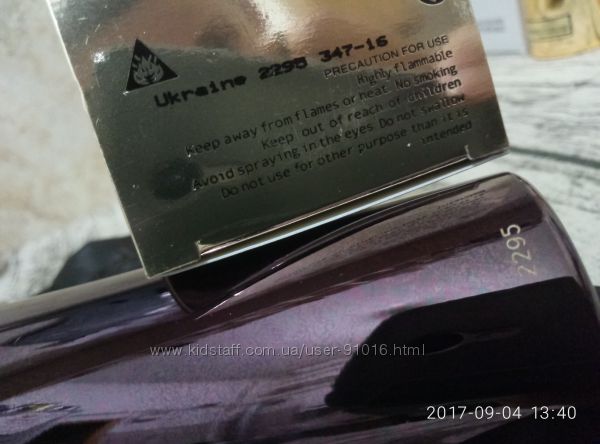 Ukraine 2295 347-16
PRECAUTION FOR USE
Highly flammable
Keep away from flames or heat. No smoking
Keep out of reach of children
Avoid spraying in the eyes Do not swallow
Do not use for other purpose than it is
intended
2295
www.kidstaff.com.ua/user-91016.html
2017-09-04 13:40